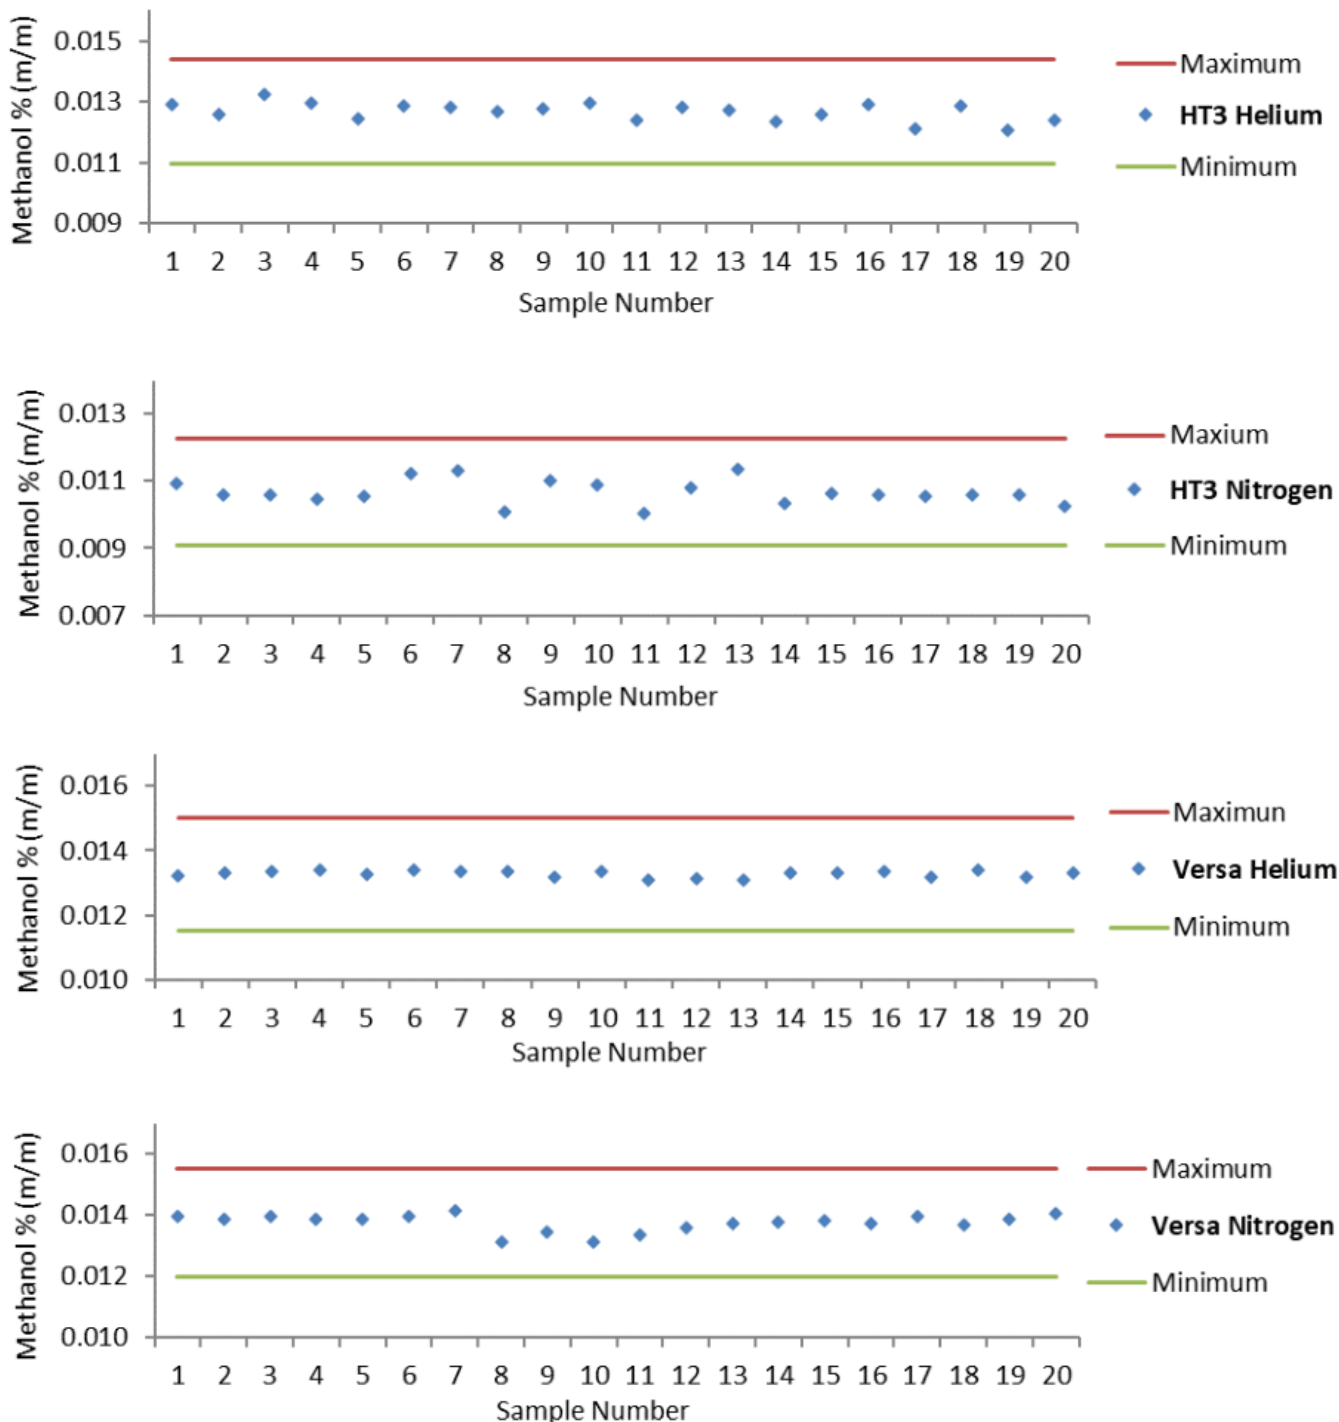 Methanol % (m/m)
0.015
0.013
0.011
0.009
1 2 3 4 5 6 7 8 9 10 11 12 13 14 15 16 17 18 19 20
Sample Number
Maximum
HT3 Helium
Minimum
Methanol % (m/m)
0.013
0.011
0.009
0.007
1 2 3 4 5 6 7 8 9 10 11 12 13 14 15 16 17 18 19 20
Sample Number
Maxium
HT3 Nitrogen
Minimum
Methanol % (m/m)
0.016
0.014
0.012
0.010
1 2 3 4 5 6 7 8 9 10 11 12 13 14 15 16 17 18 19 20
Sample Number
Maximun
Versa Helium
Minimum
Methanol % (m/m)
0.016
0.014
0.012
0.010
1 2 3 4 5 6 7 8 9 10 11 12 13 14 15 16 17 18 19 20
Sample Number
Maximum
Versa Nitrogen
Minimum